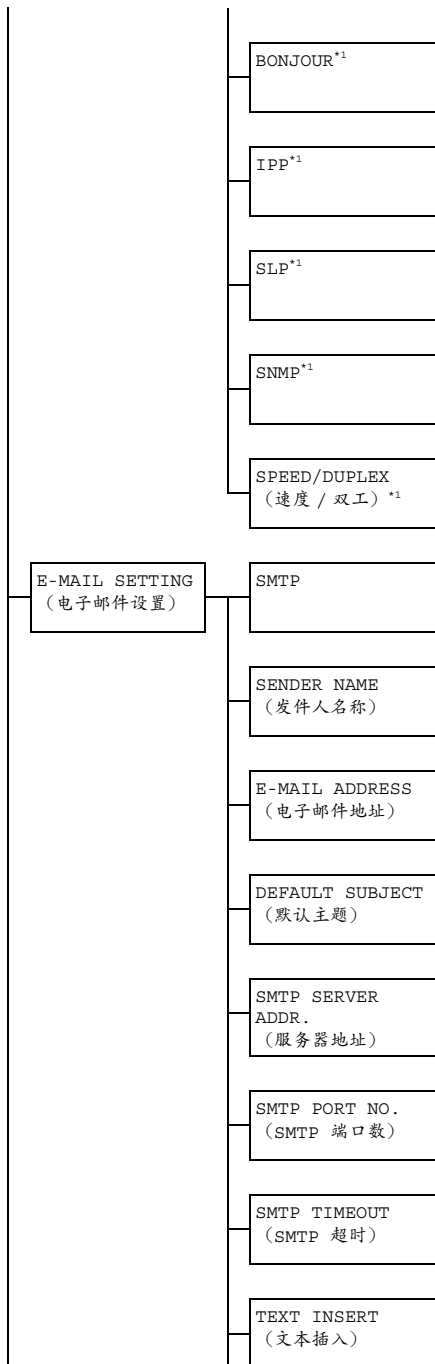 BONJOUR*1
IPP*1
SLP*1
SNMP*1
SPEED/DUPLEX
（速度 / 双工）*1
E-MAIL SETTING
（电子邮件设置）
SMTP
SENDER NAME
（发件人名称）
E-MAIL ADDRESS
（电子邮件地址）
DEFAULT SUBJECT
（默认主题）
SMTP SERVER
ADDR.
（服务器地址）
SMTP PORT NO.
（SMTP 端口数）
SMTP TIMEOUT
（SMTP 超时）
TEXT INSERT
（文本插入）